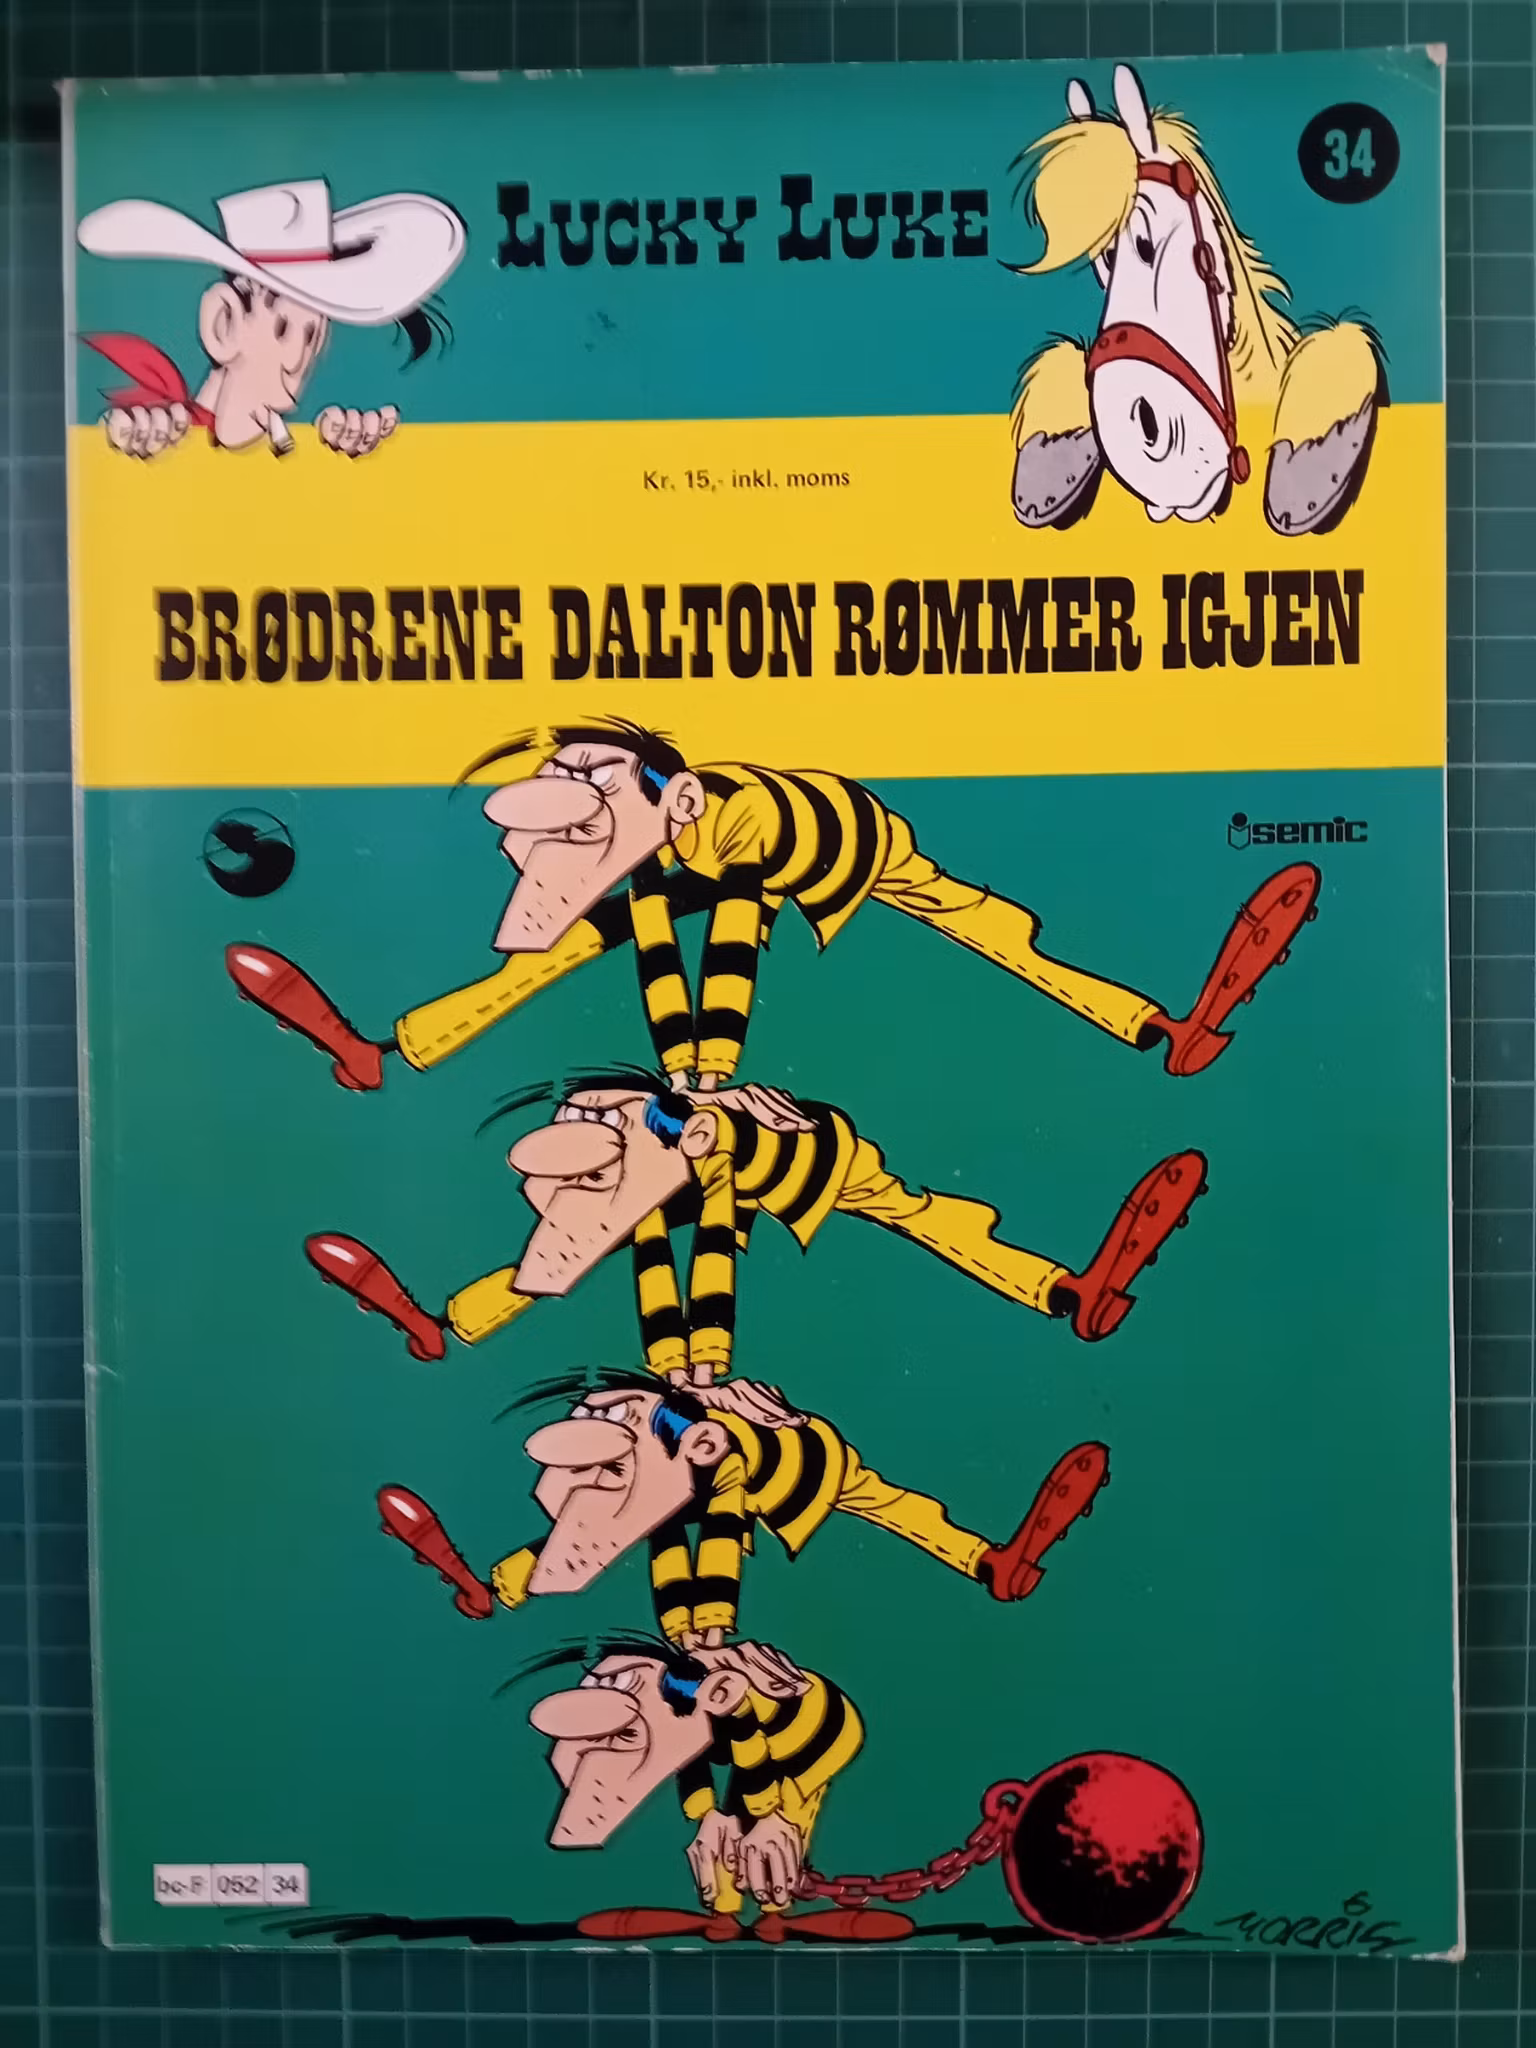 LUCKY LUKE
34
Kr. 15,- inkl. moms
BRØDRENE DALTON RØMMER IGJEN
semic
bc-F 052 34
MORRIS